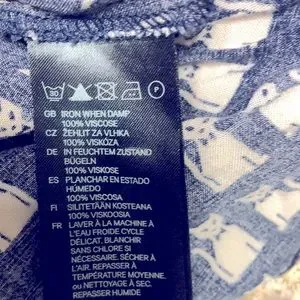 GB IRON WHEN DAMP
100% VISCOSE
CZ ŽEHLIT ZA VLHKA
100% VISKÓZA
DE IN FEUCHTEM ZUSTAND
BÜGELN
100% VISKOSE
ES PLANCHAR EN ESTADO
HÚMEDO
100% VISCOSA
FI SILITETÄÄN KOSTEANA
100% VISKOOSIA
FR LAVER À LA MACHINE À
L'EAU FROIDE CYCLE
DÉLICAT, BLANCHIR
SANS CHLORE SI
NÉCESSAIRE. SÉCHER À
L'AIR. REPASSER À
TEMPÉRATURE MOYENNE.
ou NETTOYAGE À SEC.
REPASSER HUMIDE